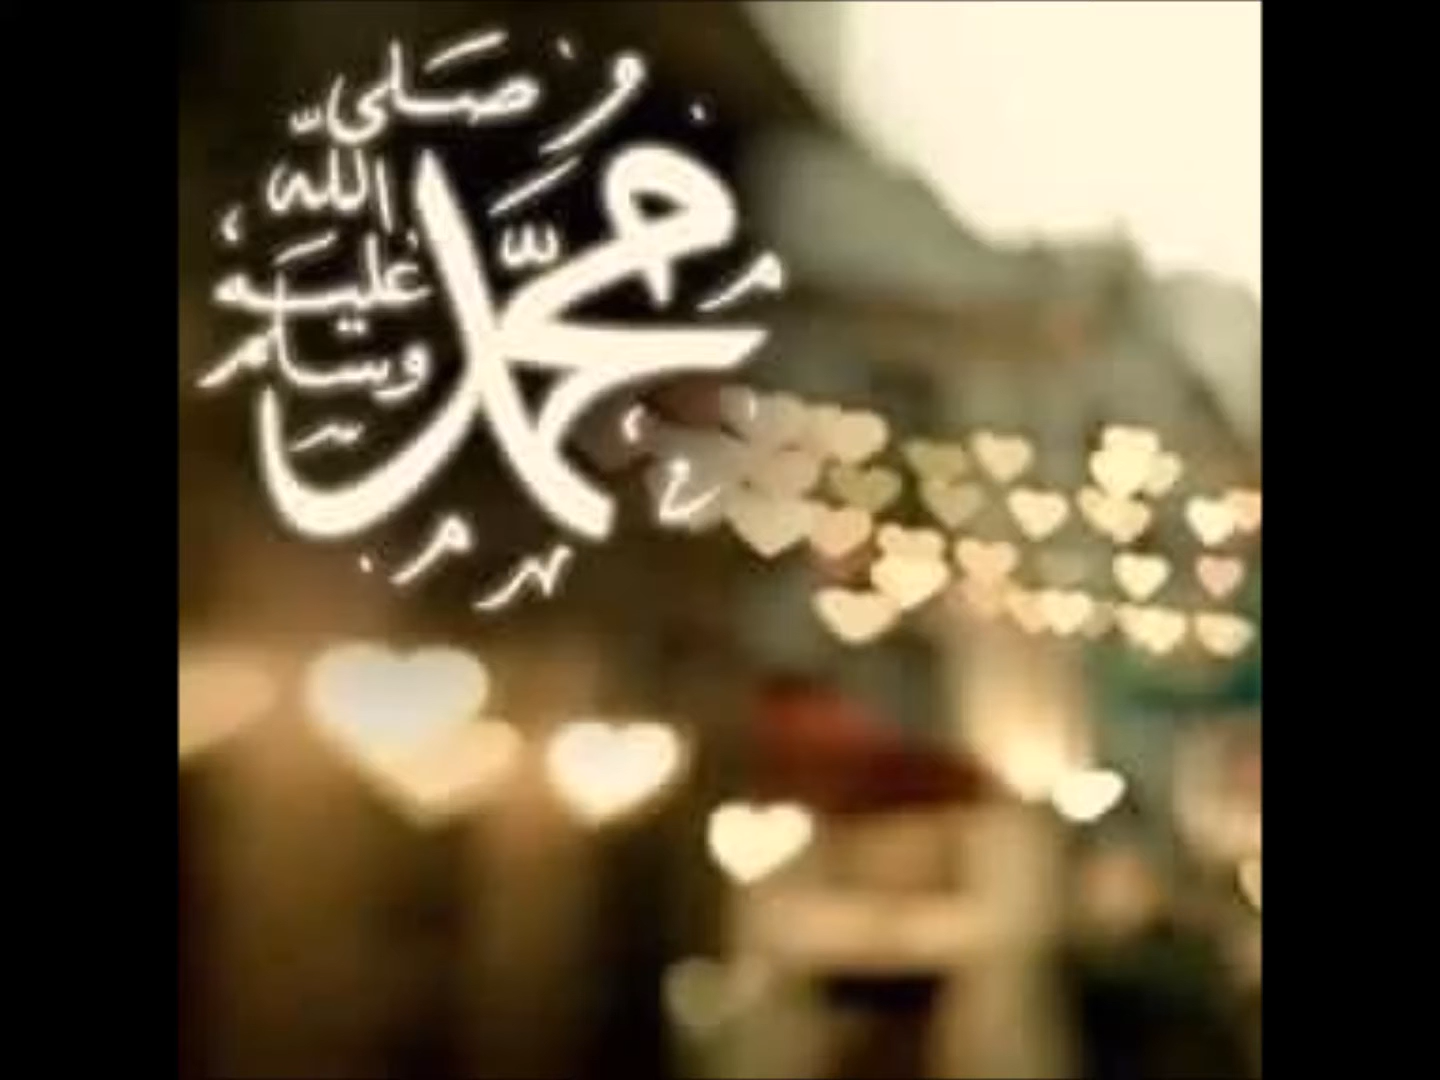 محمد
صلى
الله
عليه
وسلم